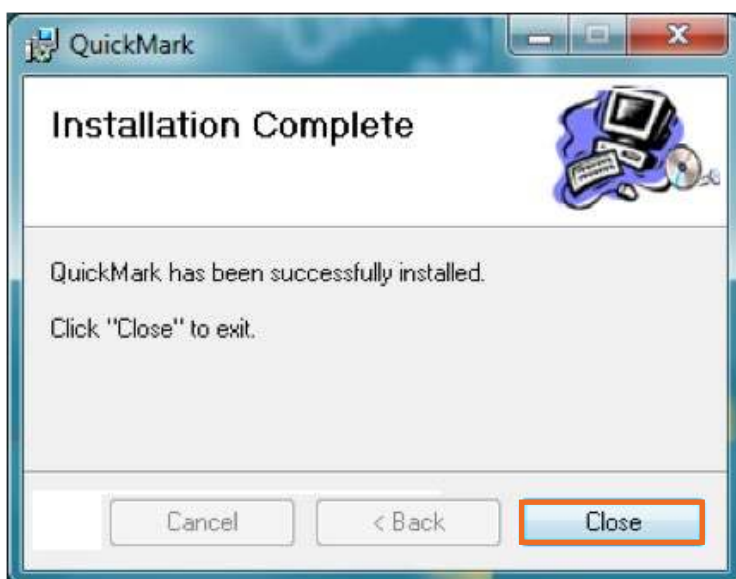 QuickMark
Installation Complete
QuickMark has been successfully installed.
Click "Close" to exit.
Cancel
< Back
Close